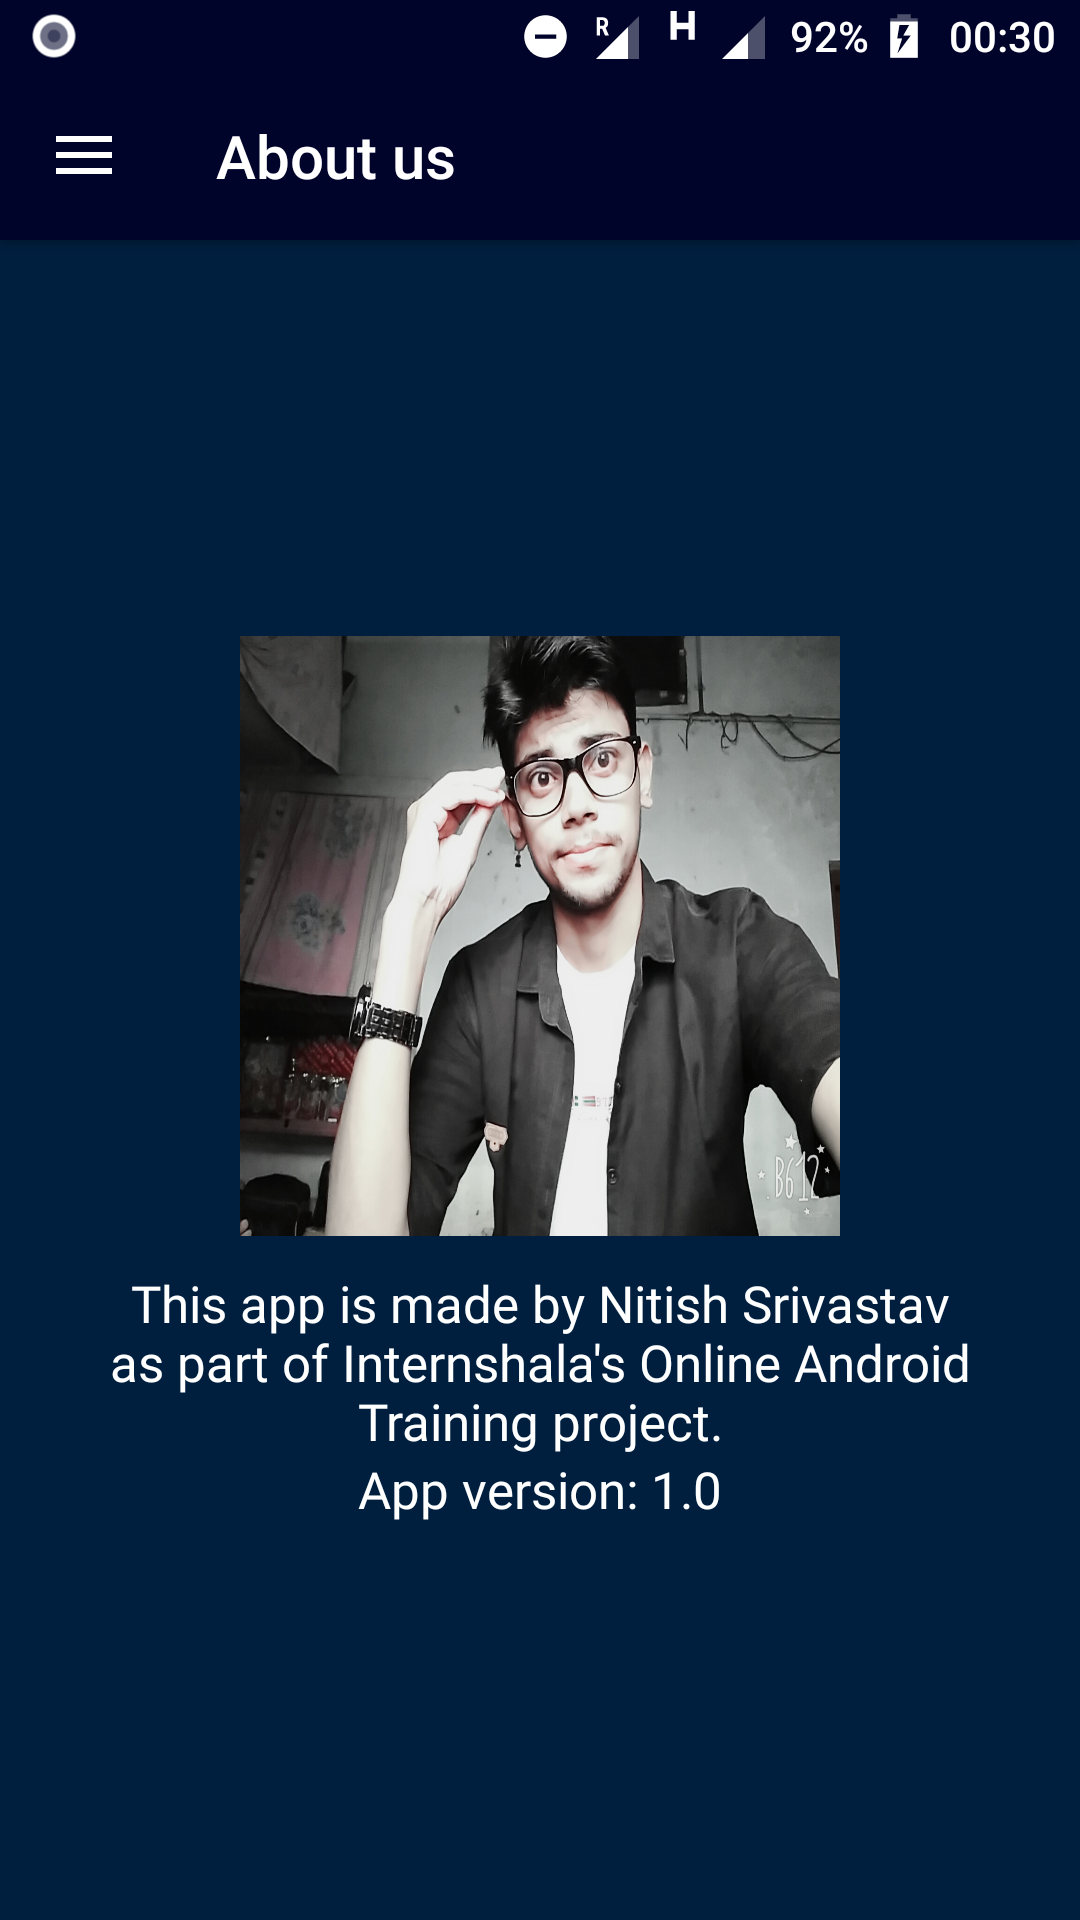 R H 92% 00:30
About us
B612
This app is made by Nitish Srivastav
as part of Internshala's Online Android
Training project.
App version: 1.0